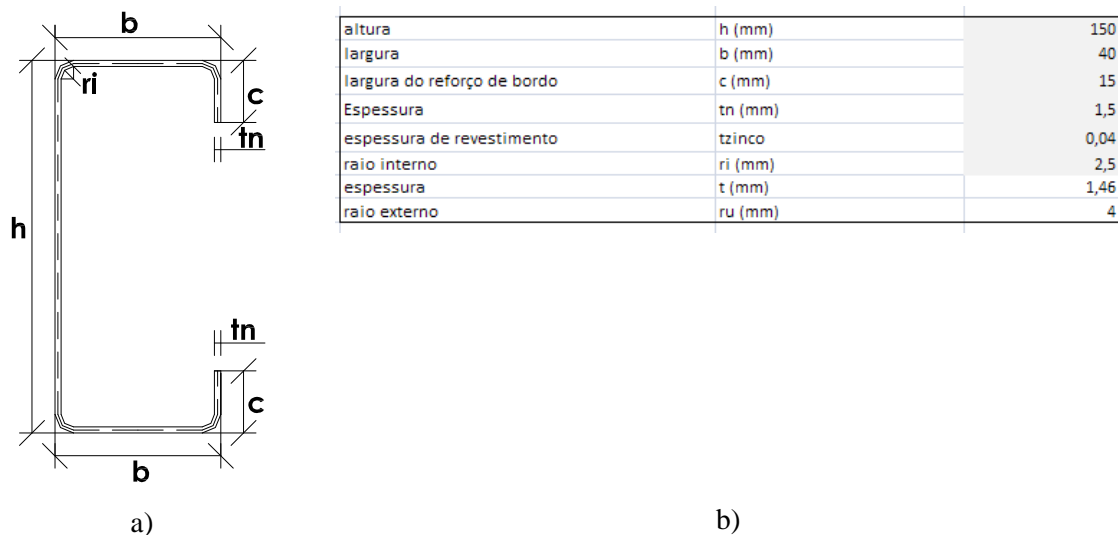 b
ri
c
tn
h
tn
c
b
a)
altura h (mm) 150
largura b (mm) 40
largura do reforço de bordo c (mm) 15
Espessura tn (mm) 1,5
espessura de revestimento tzinco 0,04
raio interno ri (mm) 2,5
espessura t (mm) 1,46
raio externo ru (mm) 4
b)